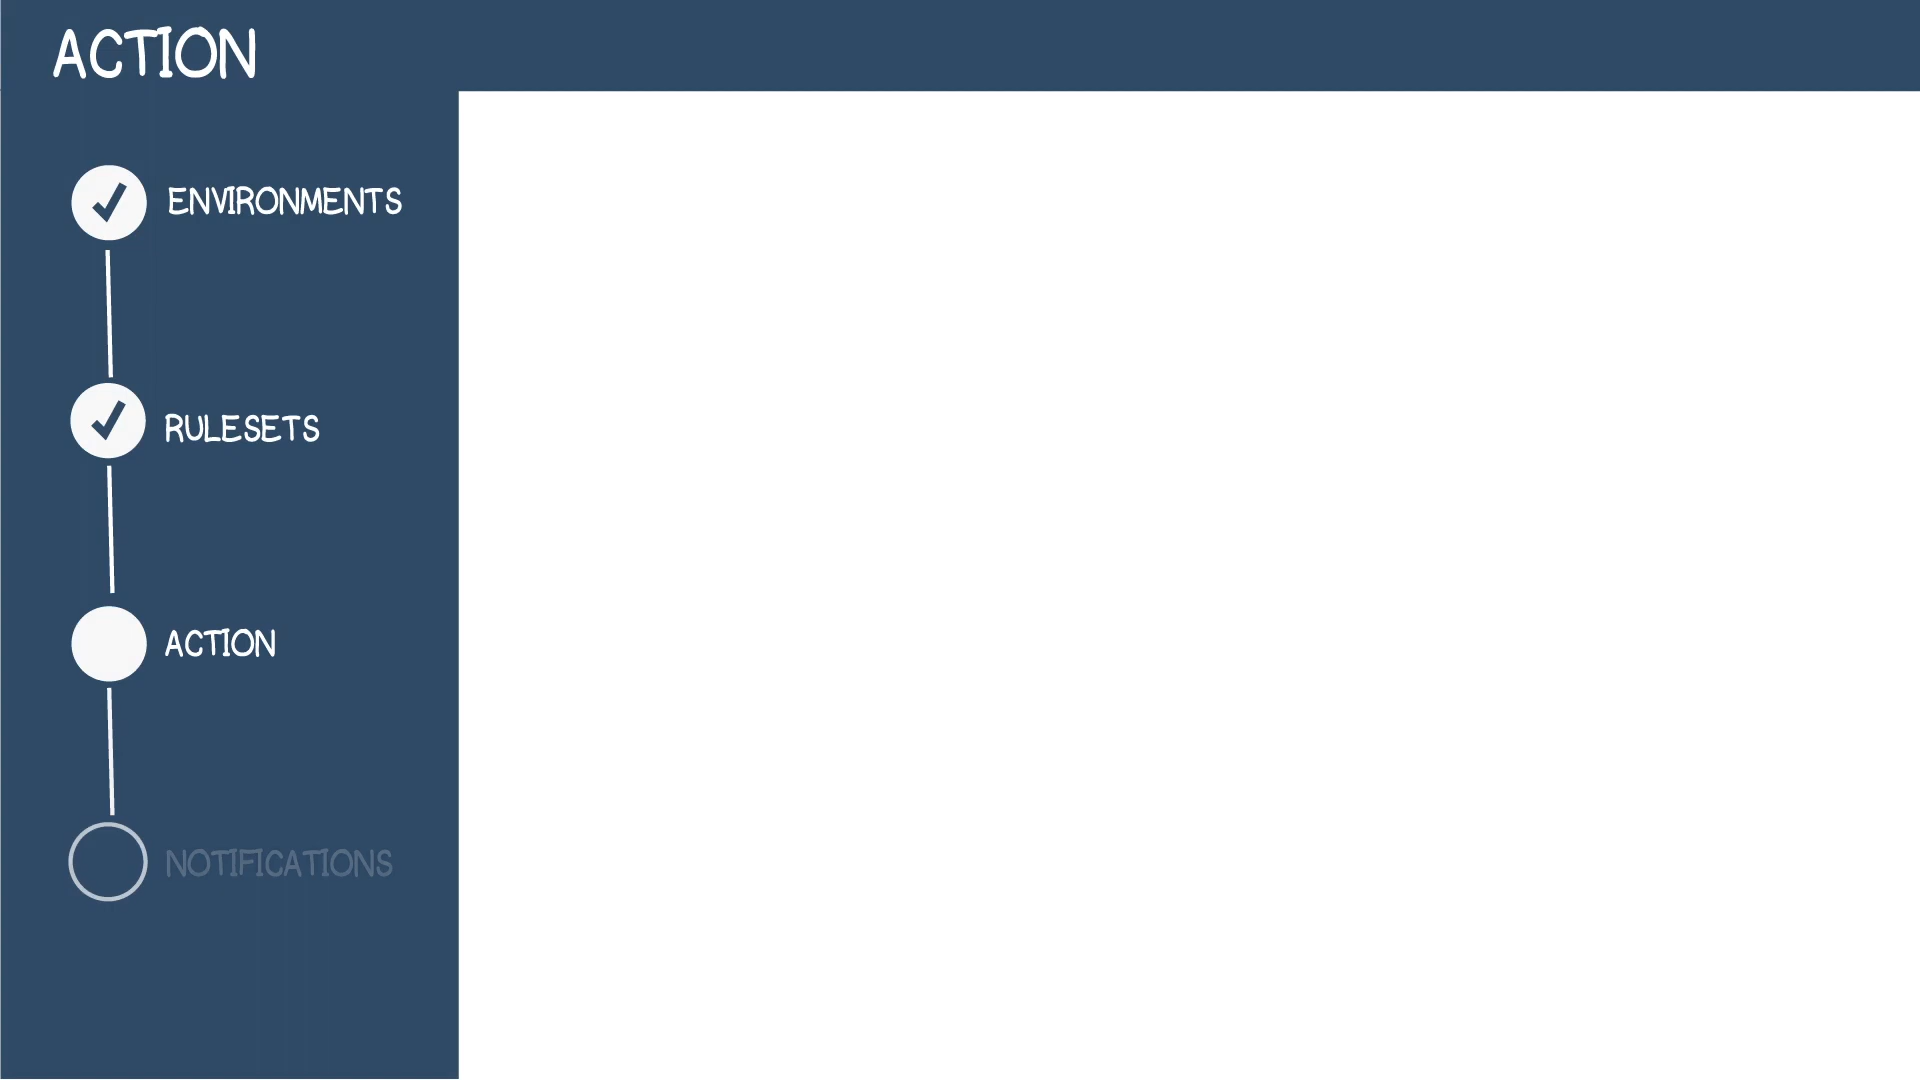 ACTION
ENVIRONMENTS
RULESETS
ACTION
NOTIFICATIONS